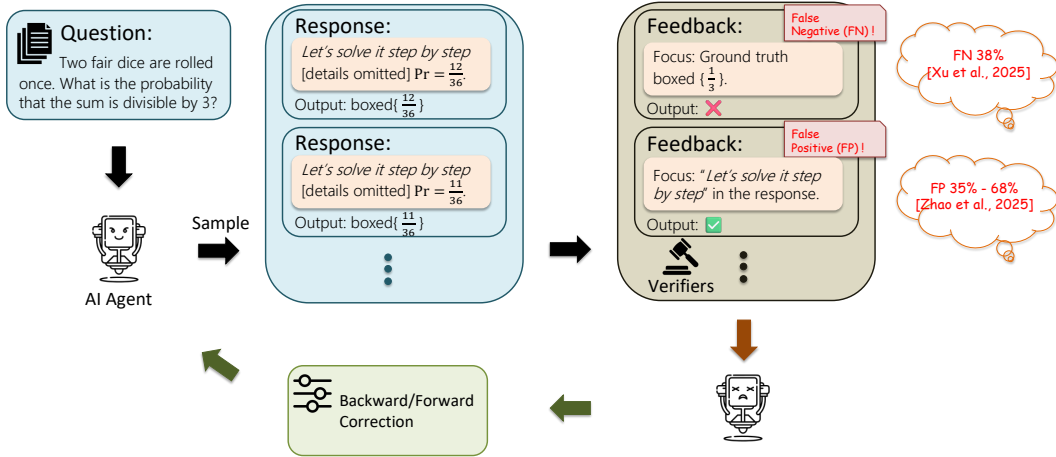 Question:
Two fair dice are rolled
once. What is the probability
that the sum is divisible by 3?
AI Agent
Sample
Response:
Let's solve it step by step
[details omitted] Pr = 12/36.
Output: boxed{12/36}
Response:
Let's solve it step by step
[details omitted] Pr = 11/36.
Output: boxed{11/36}
Feedback:
False
Negative (FN) !
Focus: Ground truth
boxed {1/3}.
Output: ❌
Feedback:
False
Positive (FP) !
Focus: “Let's solve it step
by step” in the response.
Output: ✅
Verifiers
FN 38%
[Xu et al., 2025]
FP 35% - 68%
[Zhao et al., 2025]
Backward/Forward
Correction